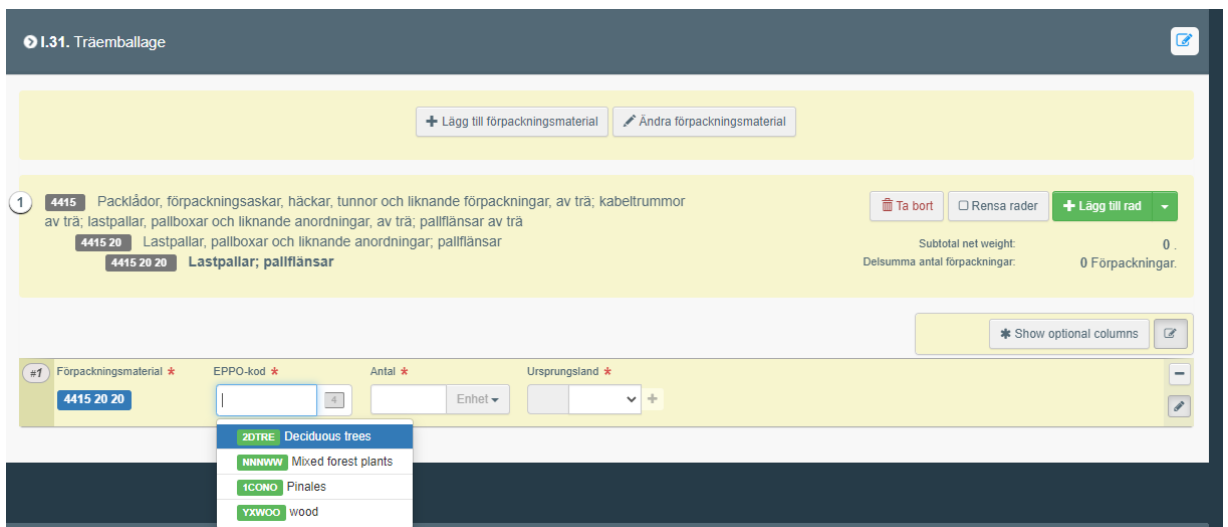 I.31. Träemballage
Lägg till förpackningsmaterial Ändra förpackningsmaterial
1 4415 Packlådor, förpackningsaskar, häckar, tunnor och liknande förpackningar, av trä; kabeltrummor
av trä; lastpallar, pallboxar och liknande anordningar, av trä; pallflänsar av trä
4415 20 Lastpallar, pallboxar och liknande anordningar; pallflänsar
4415 20 20 Lastpallar; pallflänsar
Ta bort Rensa rader Lägg till rad
Subtotal net weight: 0 .
Delsumma antal förpackningar: 0 Förpackningar.
Show optional columns
#1 Förpackningsmaterial * EPPO-kod * Antal * Ursprungsland *
4415 20 20 4 Enhet
2DTRE Deciduous trees
NNNWW Mixed forest plants
1CONO Pinales
YXWOO wood